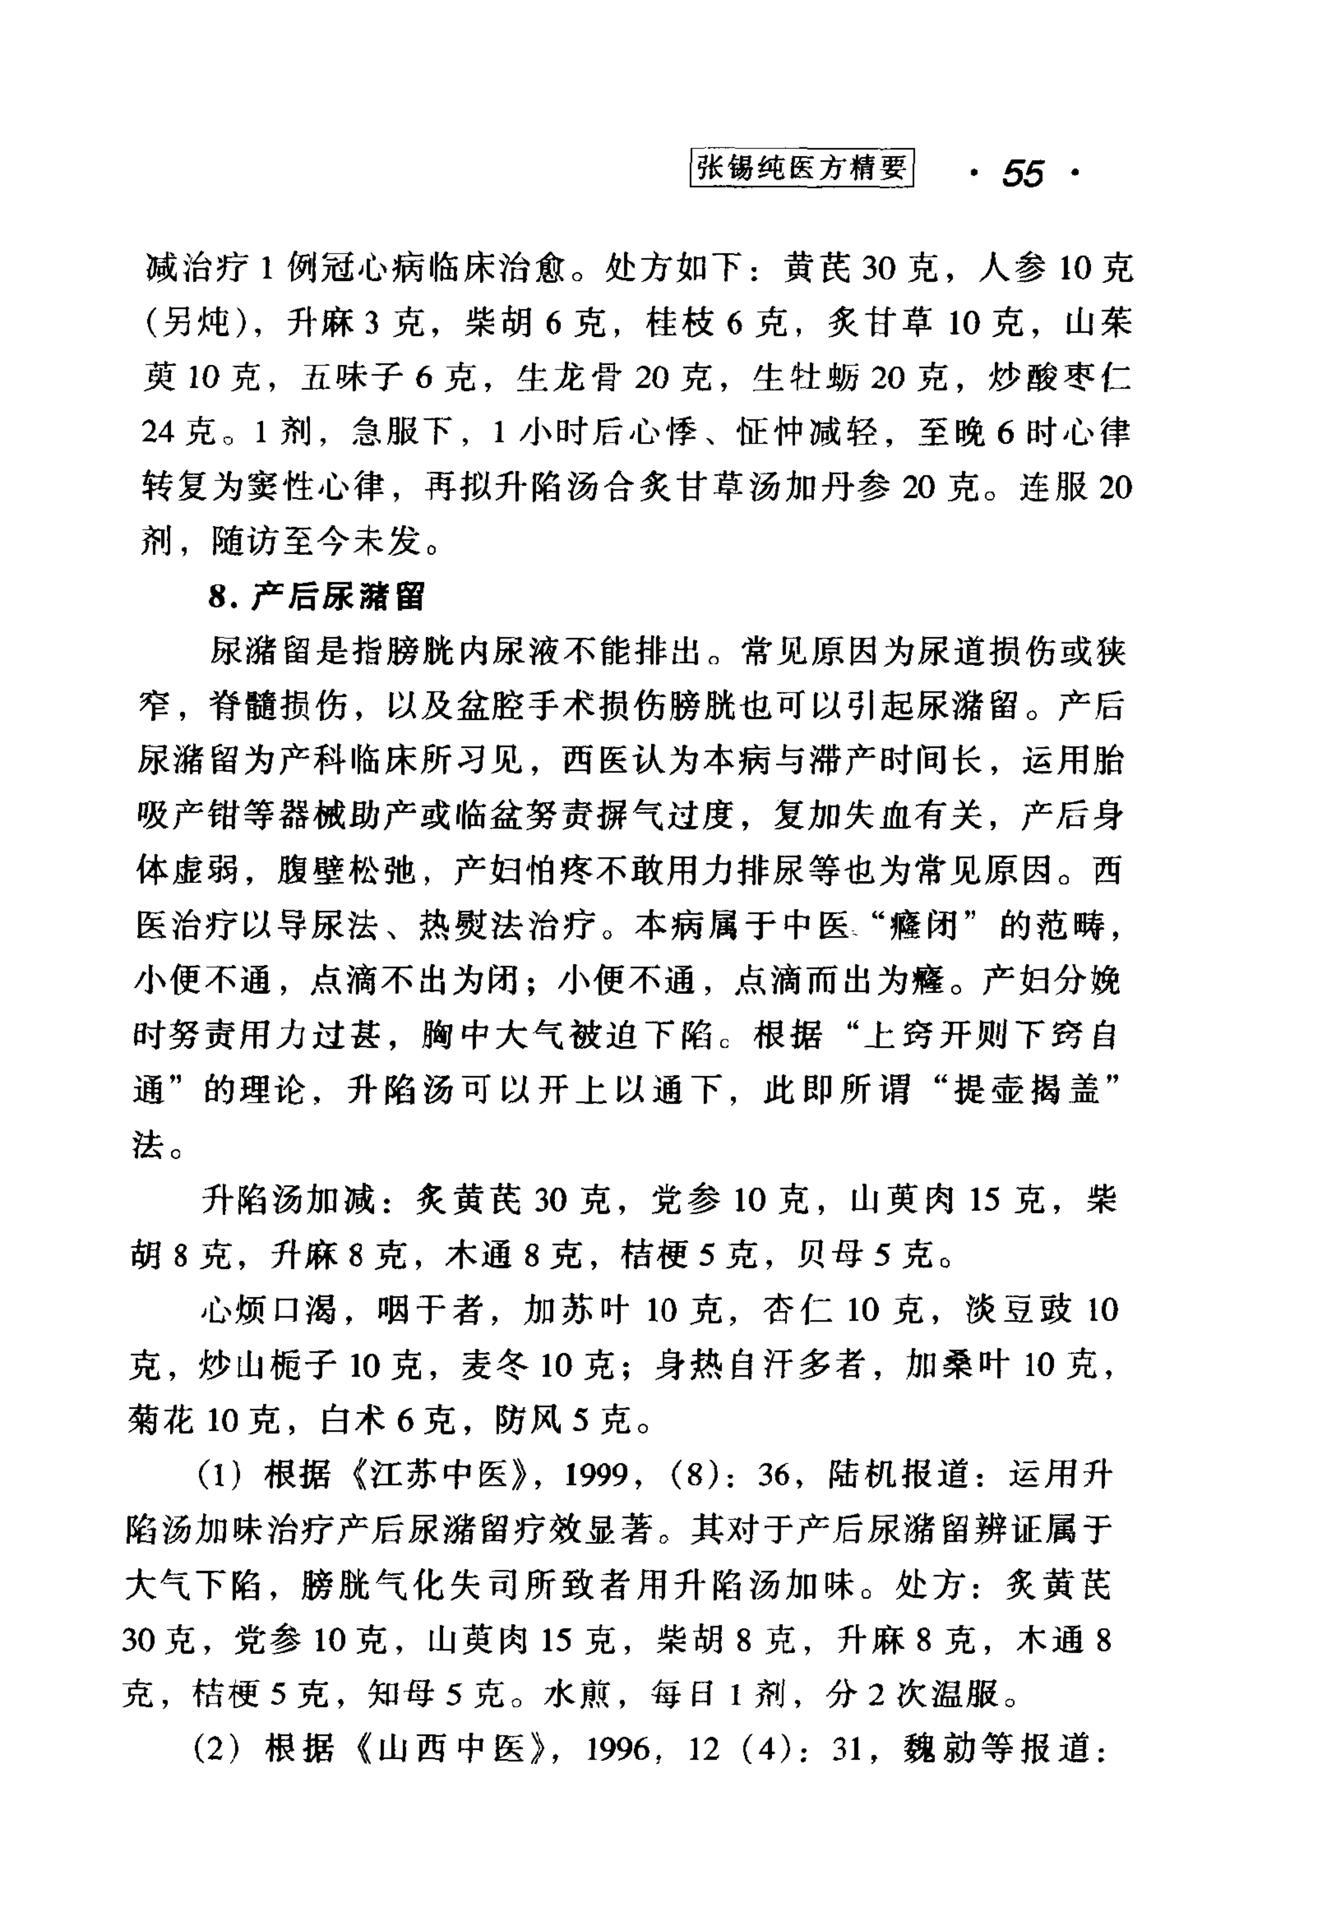 张锡纯医方精要 · 55 ·
减治疗 1 例冠心病临床治愈。处方如下：黄芪 30 克，人参 10 克
（另炖），升麻 3 克，柴胡 6 克，桂枝 6 克，炙甘草 10 克，山茱
萸 10 克，五味子 6 克，生龙骨 20 克，生牡蛎 20 克，炒酸枣仁
24 克。1 剂，急服下，1 小时后心悸、怔忡减轻，至晚 6 时心律
转复为窦性心律，再拟升陷汤合炙甘草汤加丹参 20 克。连服 20
剂，随访至今未发。
8. 产后尿潴留
尿潴留是指膀胱内尿液不能排出。常见原因为尿道损伤或狭
窄，脊髓损伤，以及盆腔手术损伤膀胱也可以引起尿潴留。产后
尿潴留为产科临床所习见，西医认为本病与滞产时间长，运用胎
吸产钳等器械助产或临盆努责摒气过度，复加失血有关，产后身
体虚弱，腹壁松弛，产妇怕疼不敢用力排尿等也为常见原因。西
医治疗以导尿法、热熨法治疗。本病属于中医“癃闭”的范畴，
小便不通，点滴不出为闭；小便不通，点滴而出为癃。产妇分娩
时努责用力过甚，胸中大气被迫下陷。根据“上窍开则下窍自
通”的理论，升陷汤可以开上以通下，此即所谓“提壶揭盖”
法。
升陷汤加减：炙黄芪 30 克，党参 10 克，山萸肉 15 克，柴
胡 8 克，升麻 8 克，木通 8 克，桔梗 5 克，贝母 5 克。
心烦口渴，咽干者，加苏叶 10 克，杏仁 10 克，淡豆豉 10
克，炒山栀子 10 克，麦冬 10 克；身热自汗多者，加桑叶 10 克，
菊花 10 克，白术 6 克，防风 5 克。
（1）根据《江苏中医》，1999，（8）：36，陆机报道：运用升
陷汤加味治疗产后尿潴留疗效显著。其对于产后尿潴留辨证属于
大气下陷，膀胱气化失司所致者用升陷汤加味。处方：炙黄芪
30 克，党参 10 克，山萸肉 15 克，柴胡 8 克，升麻 8 克，木通 8
克，桔梗 5 克，知母 5 克。水煎，每日 1 剂，分 2 次温服。
（2）根据《山西中医》，1996，12（4）：31，魏勍等报道：